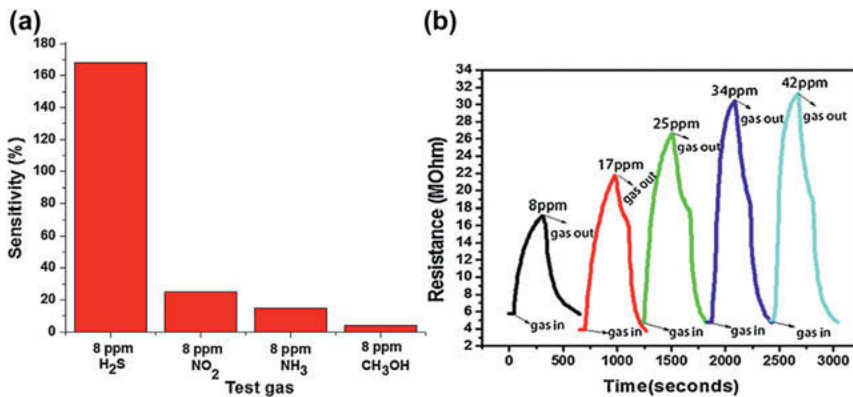 (a)
180
160
140
120
100
80
60
40
20
0
Sensitivity (%)
8 ppm 8 ppm 8 ppm 8 ppm
H₂S NO₂ NH₃ CH₃OH
Test gas
(b)
34
32
30
28
26
24
22
20
18
16
14
12
10
8
6
4
2
Resistance (MOhm)
8ppm
gas out
gas in
17ppm
gas out
gas in
25ppm
gas out
gas in
34ppm
gas out
gas in
42ppm
gas out
gas in
0 500 1000 1500 2000 2500 3000
Time(seconds)